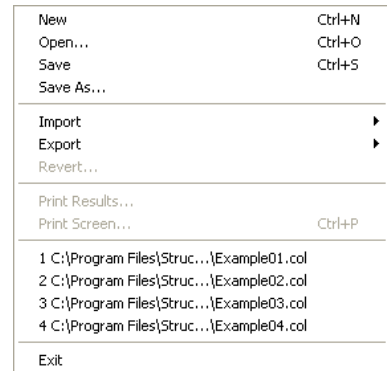 New Ctrl+N
Open... Ctrl+O
Save Ctrl+S
Save As...
Import
Export
Revert...
Print Results...
Print Screen... Ctrl+P
1 C:\Program Files\Struc...\Example01.col
2 C:\Program Files\Struc...\Example02.col
3 C:\Program Files\Struc...\Example03.col
4 C:\Program Files\Struc...\Example04.col
Exit